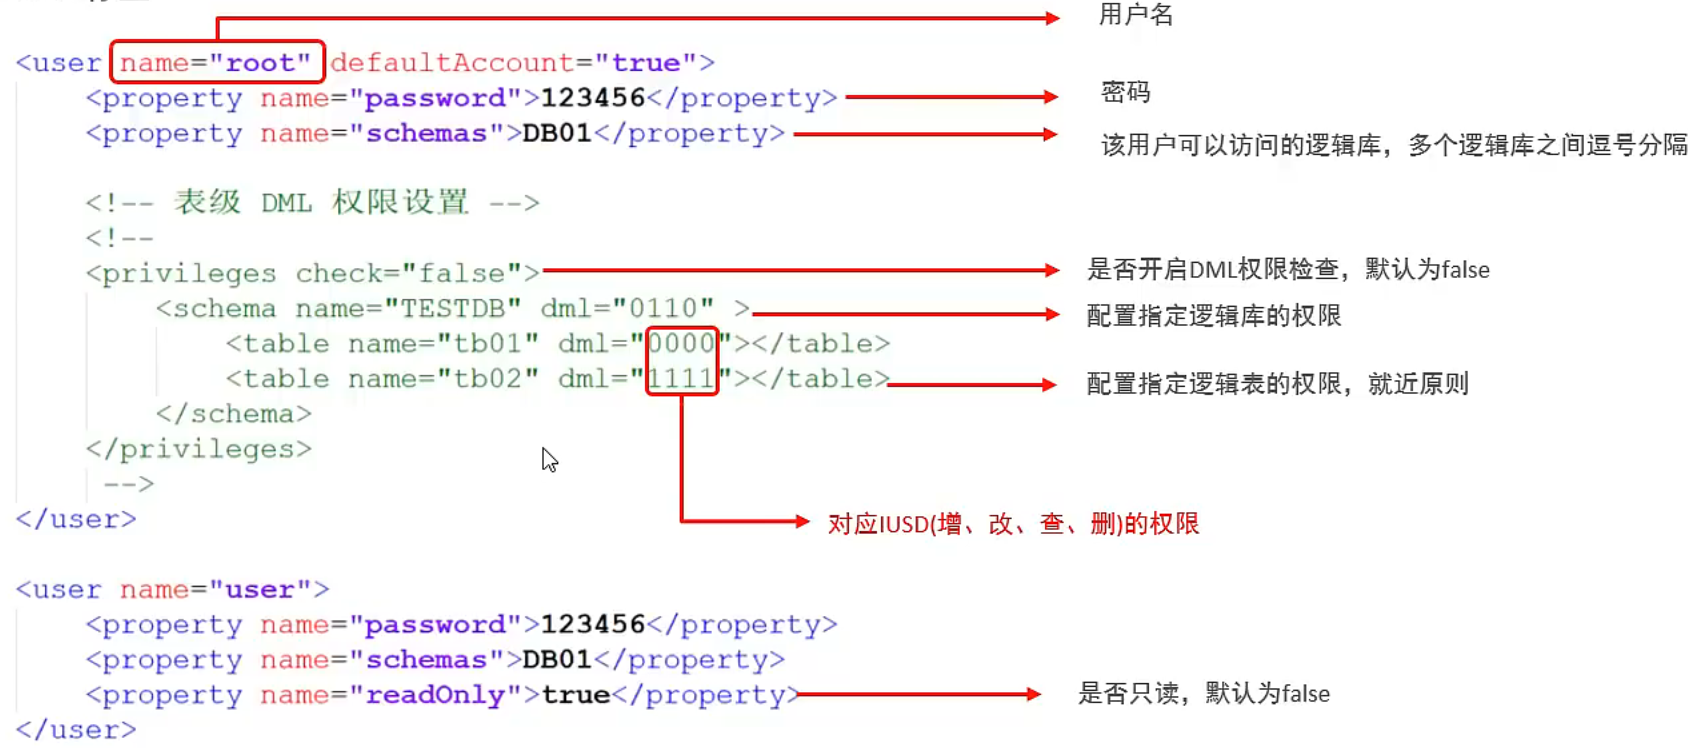 用户名
<user name="root" defaultAccount="true">
<property name="password">123456</property>
密码
<property name="schemas">DB01</property>
该用户可以访问的逻辑库，多个逻辑库之间逗号分隔
<!-- 表级 DML 权限设置 -->
<!--
<privileges check="false">
是否开启DML权限检查，默认为false
<schema name="TESTDB" dml="0110" >
配置指定逻辑库的权限
<table name="tb01" dml="0000"></table>
<table name="tb02" dml="1111"></table>
配置指定逻辑表的权限，就近原则
</schema>
</privileges>
-->
</user>
对应IUSD(增、改、查、删)的权限
<user name="user">
<property name="password">123456</property>
<property name="schemas">DB01</property>
<property name="readOnly">true</property>
是否只读，默认为false
</user>